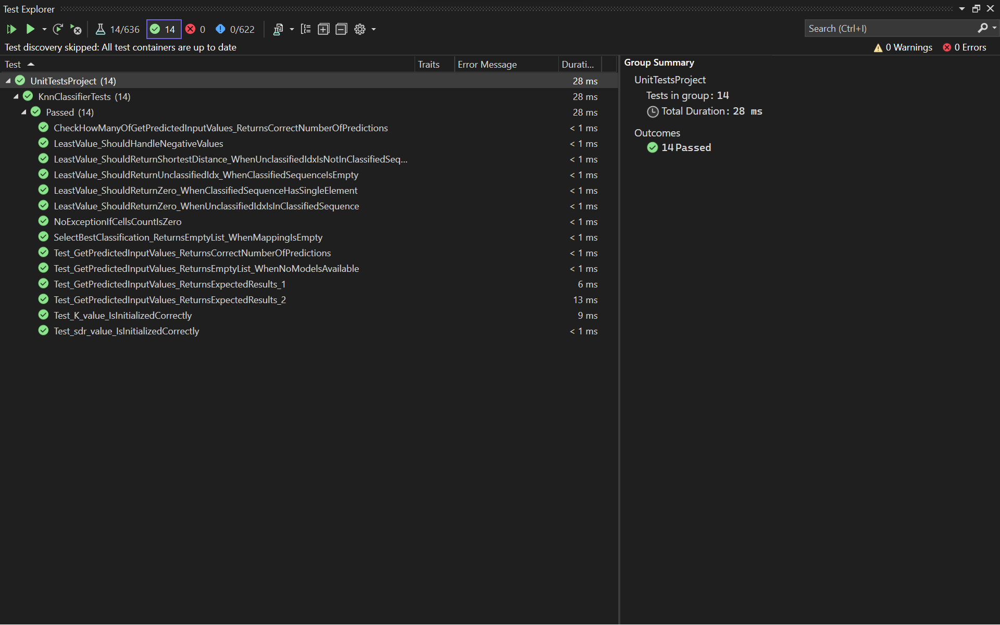 Test Explorer
14/636 14 0 0/622
Search (Ctrl+I)
Test discovery skipped: All test containers are up to date
0 Warnings 0 Errors
Test Traits Error Message Durati...
UnitTestsProject (14) 28 ms
KnnClassifierTests (14) 28 ms
Passed (14) 28 ms
CheckHowManyOfGetPredictedInputValues_ReturnsCorrectNumberOfPredictions < 1 ms
LeastValue_ShouldHandleNegativeValues < 1 ms
LeastValue_ShouldReturnShortestDistance_WhenUnclassifiedIdxIsNotInClassifiedSeq... < 1 ms
LeastValue_ShouldReturnUnclassifiedIdx_WhenClassifiedSequenceIsEmpty < 1 ms
LeastValue_ShouldReturnZero_WhenClassifiedSequenceHasSingleElement < 1 ms
LeastValue_ShouldReturnZero_WhenUnclassifiedIdxIsInClassifiedSequence < 1 ms
NoExceptionIfCellsCountIsZero < 1 ms
SelectBestClassification_ReturnsEmptyList_WhenMappingIsEmpty < 1 ms
Test_GetPredictedInputValues_ReturnsCorrectNumberOfPredictions < 1 ms
Test_GetPredictedInputValues_ReturnsEmptyList_WhenNoModelsAvailable < 1 ms
Test_GetPredictedInputValues_ReturnsExpectedResults_1 6 ms
Test_GetPredictedInputValues_ReturnsExpectedResults_2 13 ms
Test_K_value_IsInitializedCorrectly 9 ms
Test_sdr_value_IsInitializedCorrectly < 1 ms
Group Summary
UnitTestsProject
Tests in group: 14
Total Duration: 28 ms
Outcomes
14 Passed